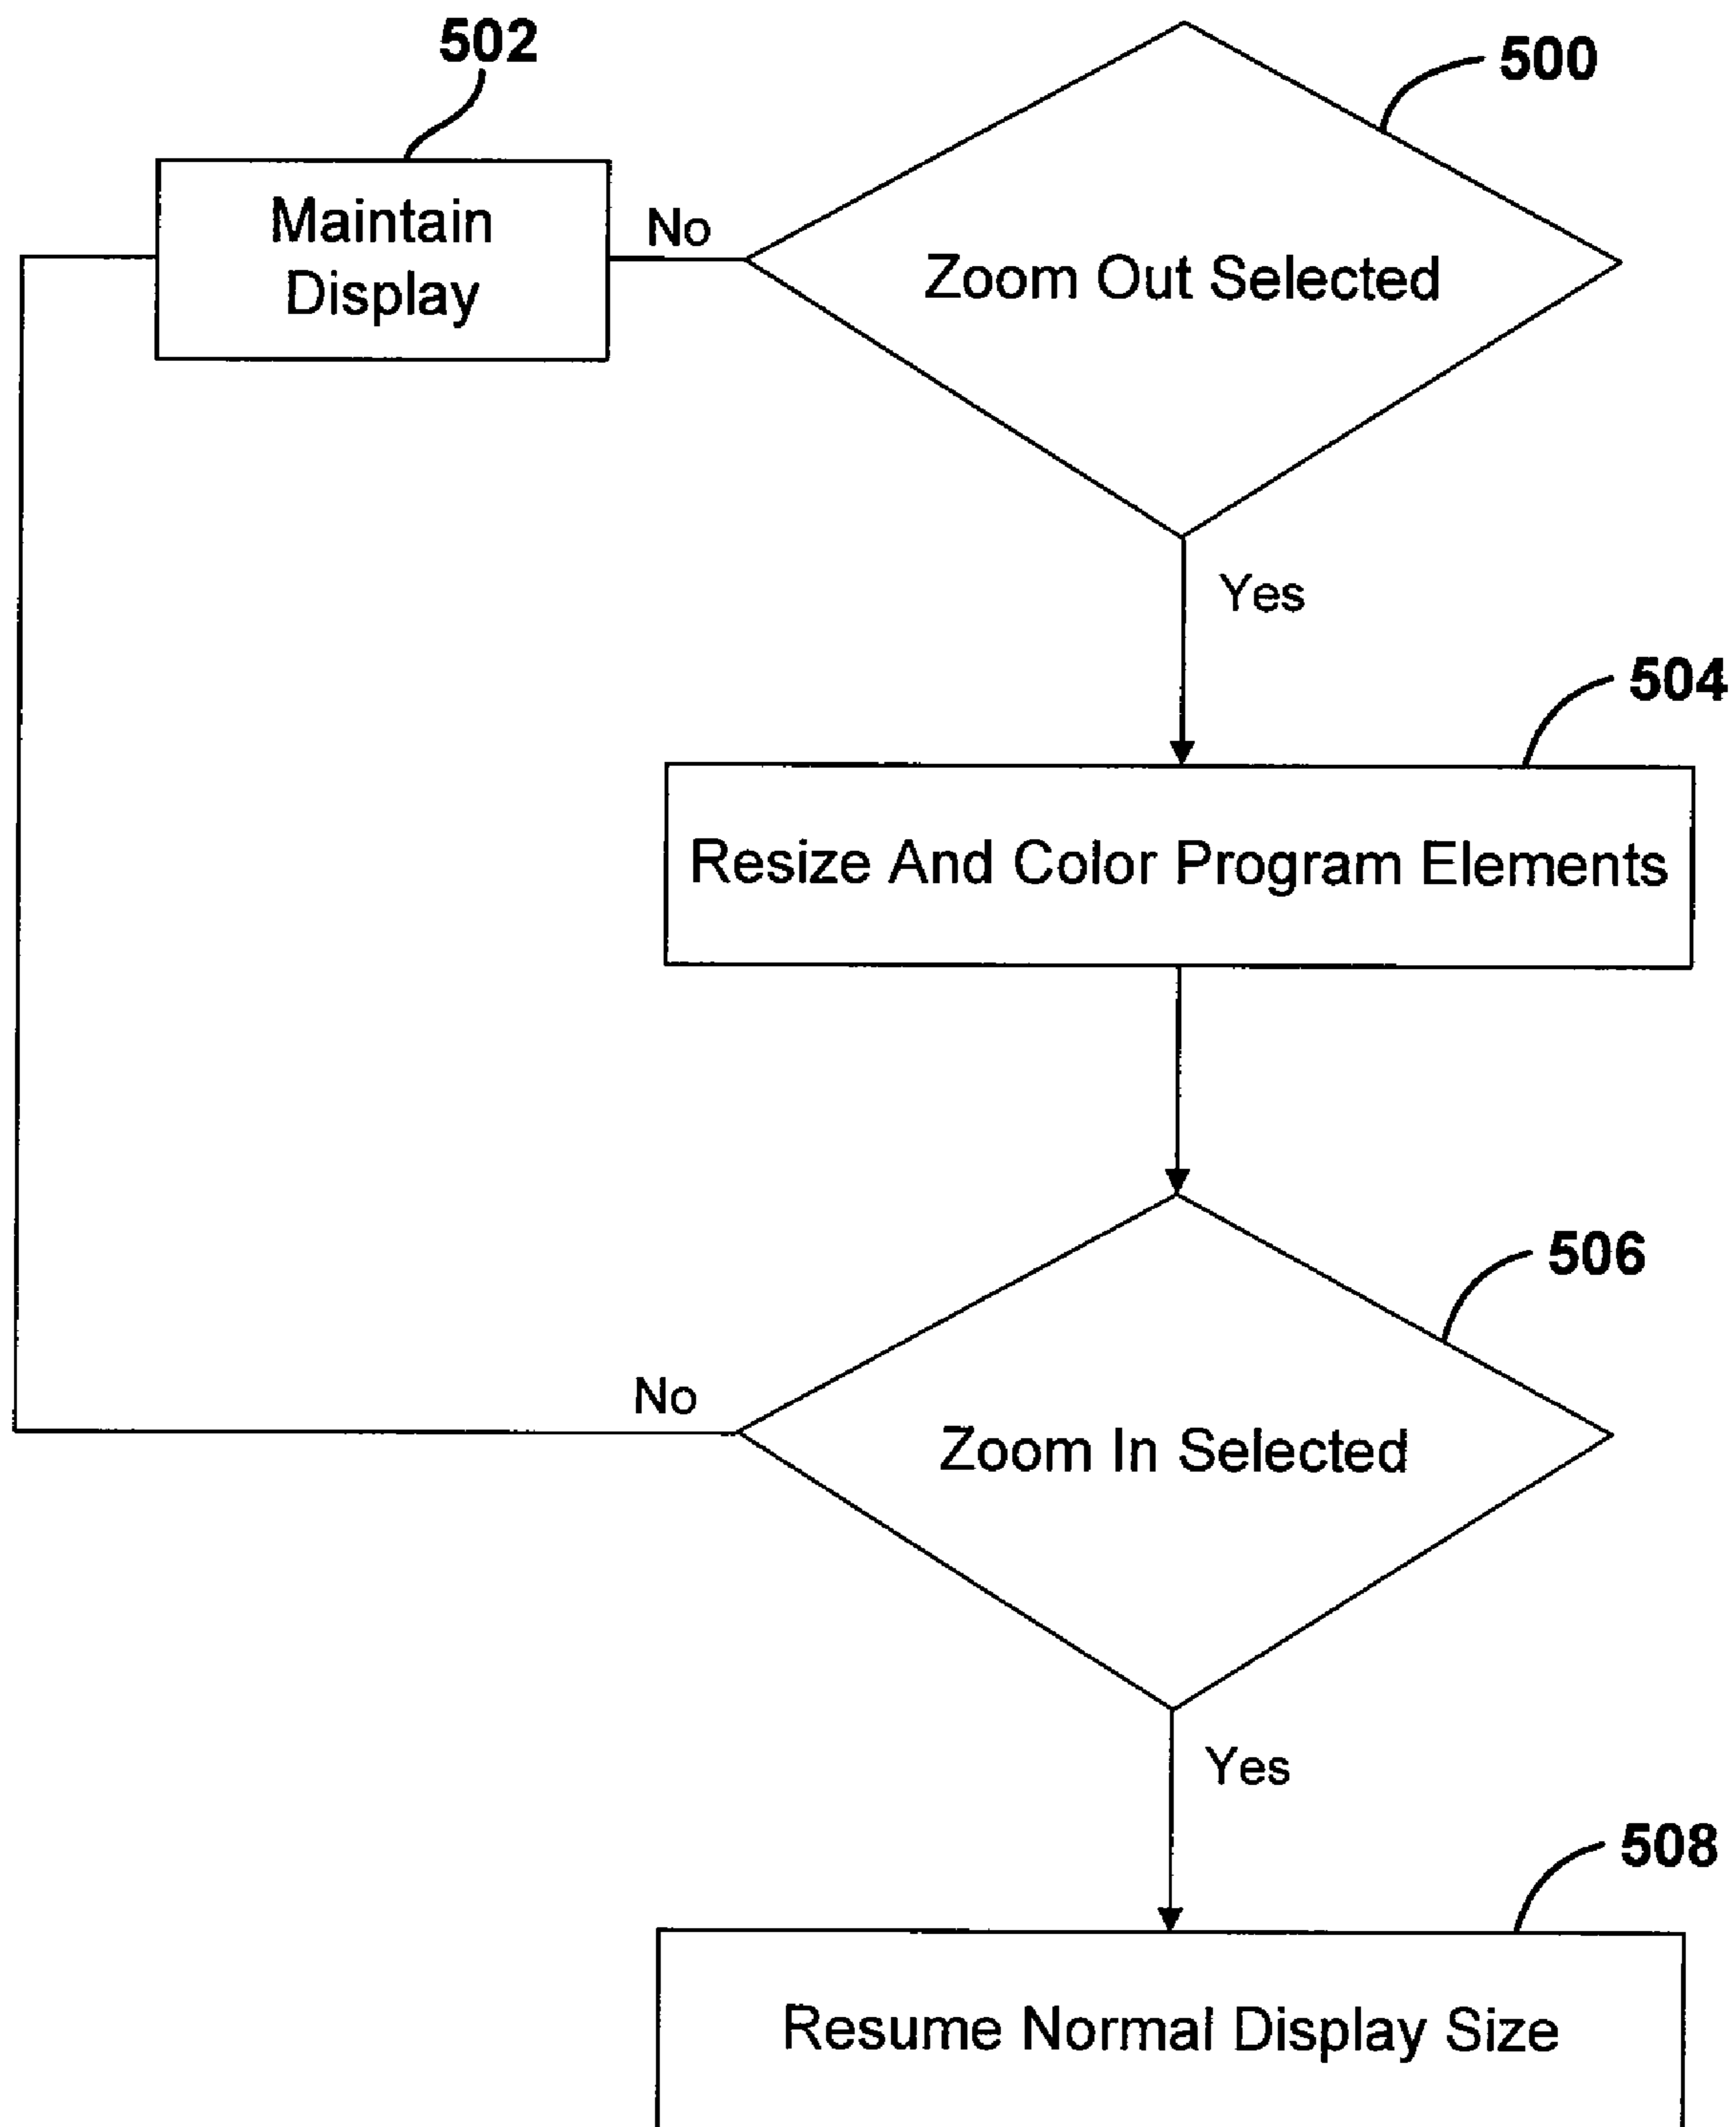 502
500
Maintain
Display
No
Zoom Out Selected
Yes
504
Resize And Color Program Elements
506
No
Zoom In Selected
Yes
508
Resume Normal Display Size